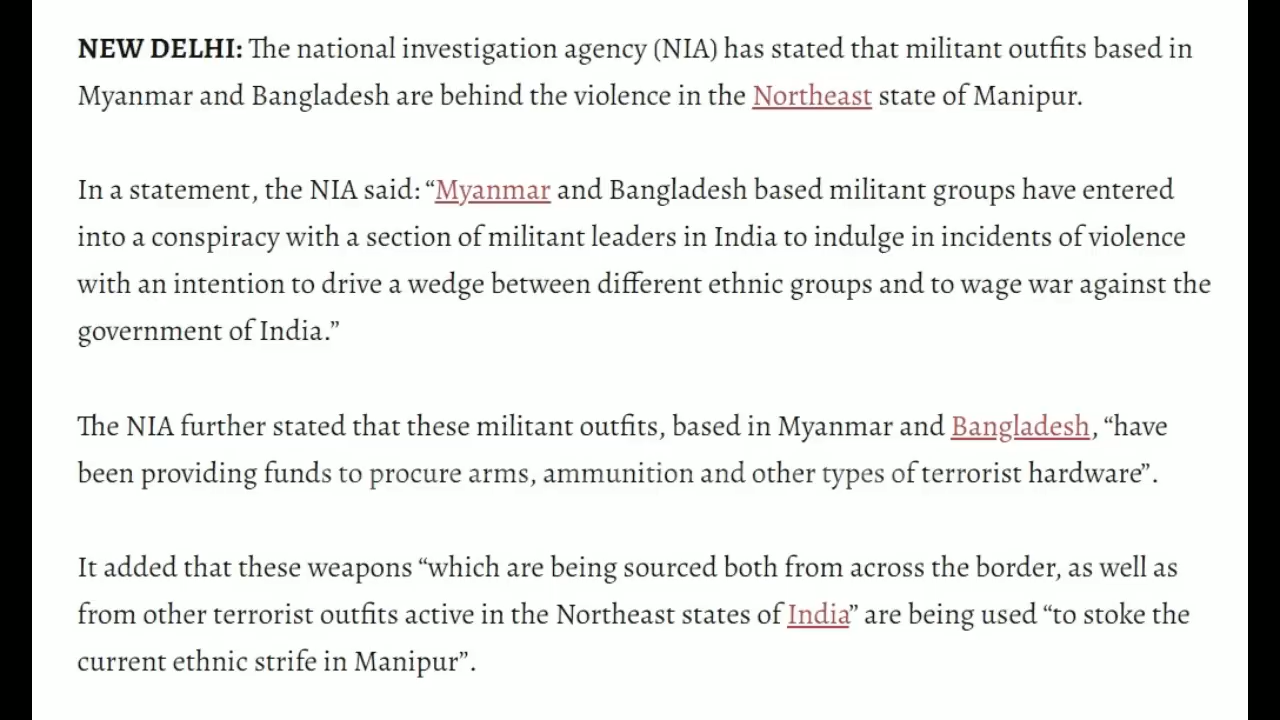 NEW DELHI: The national investigation agency (NIA) has stated that militant outfits based in
Myanmar and Bangladesh are behind the violence in the Northeast state of Manipur.
In a statement, the NIA said: “Myanmar and Bangladesh based militant groups have entered
into a conspiracy with a section of militant leaders in India to indulge in incidents of violence
with an intention to drive a wedge between different ethnic groups and to wage war against the
government of India.”
The NIA further stated that these militant outfits, based in Myanmar and Bangladesh, “have
been providing funds to procure arms, ammunition and other types of terrorist hardware”.
It added that these weapons “which are being sourced both from across the border, as well as
from other terrorist outfits active in the Northeast states of India” are being used “to stoke the
current ethnic strife in Manipur”.